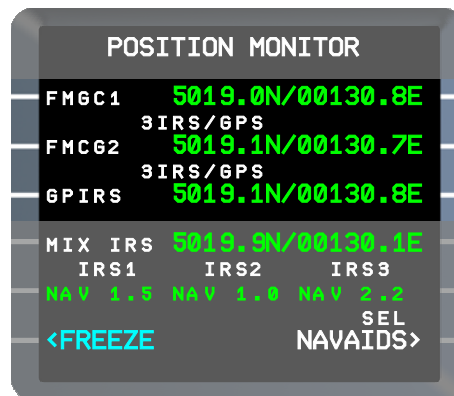 POSITION MONITOR
FMGC1 5019.0N/00130.8E
3IRS/GPS
FMCG2 5019.1N/00130.7E
3IRS/GPS
GPIRS 5019.1N/00130.8E
MIX IRS 5019.9N/00130.1E
IRS1 IRS2 IRS3
NAV 1.5 NAV 1.0 NAV 2.2
SEL
<FREEZE NAVAIDS>